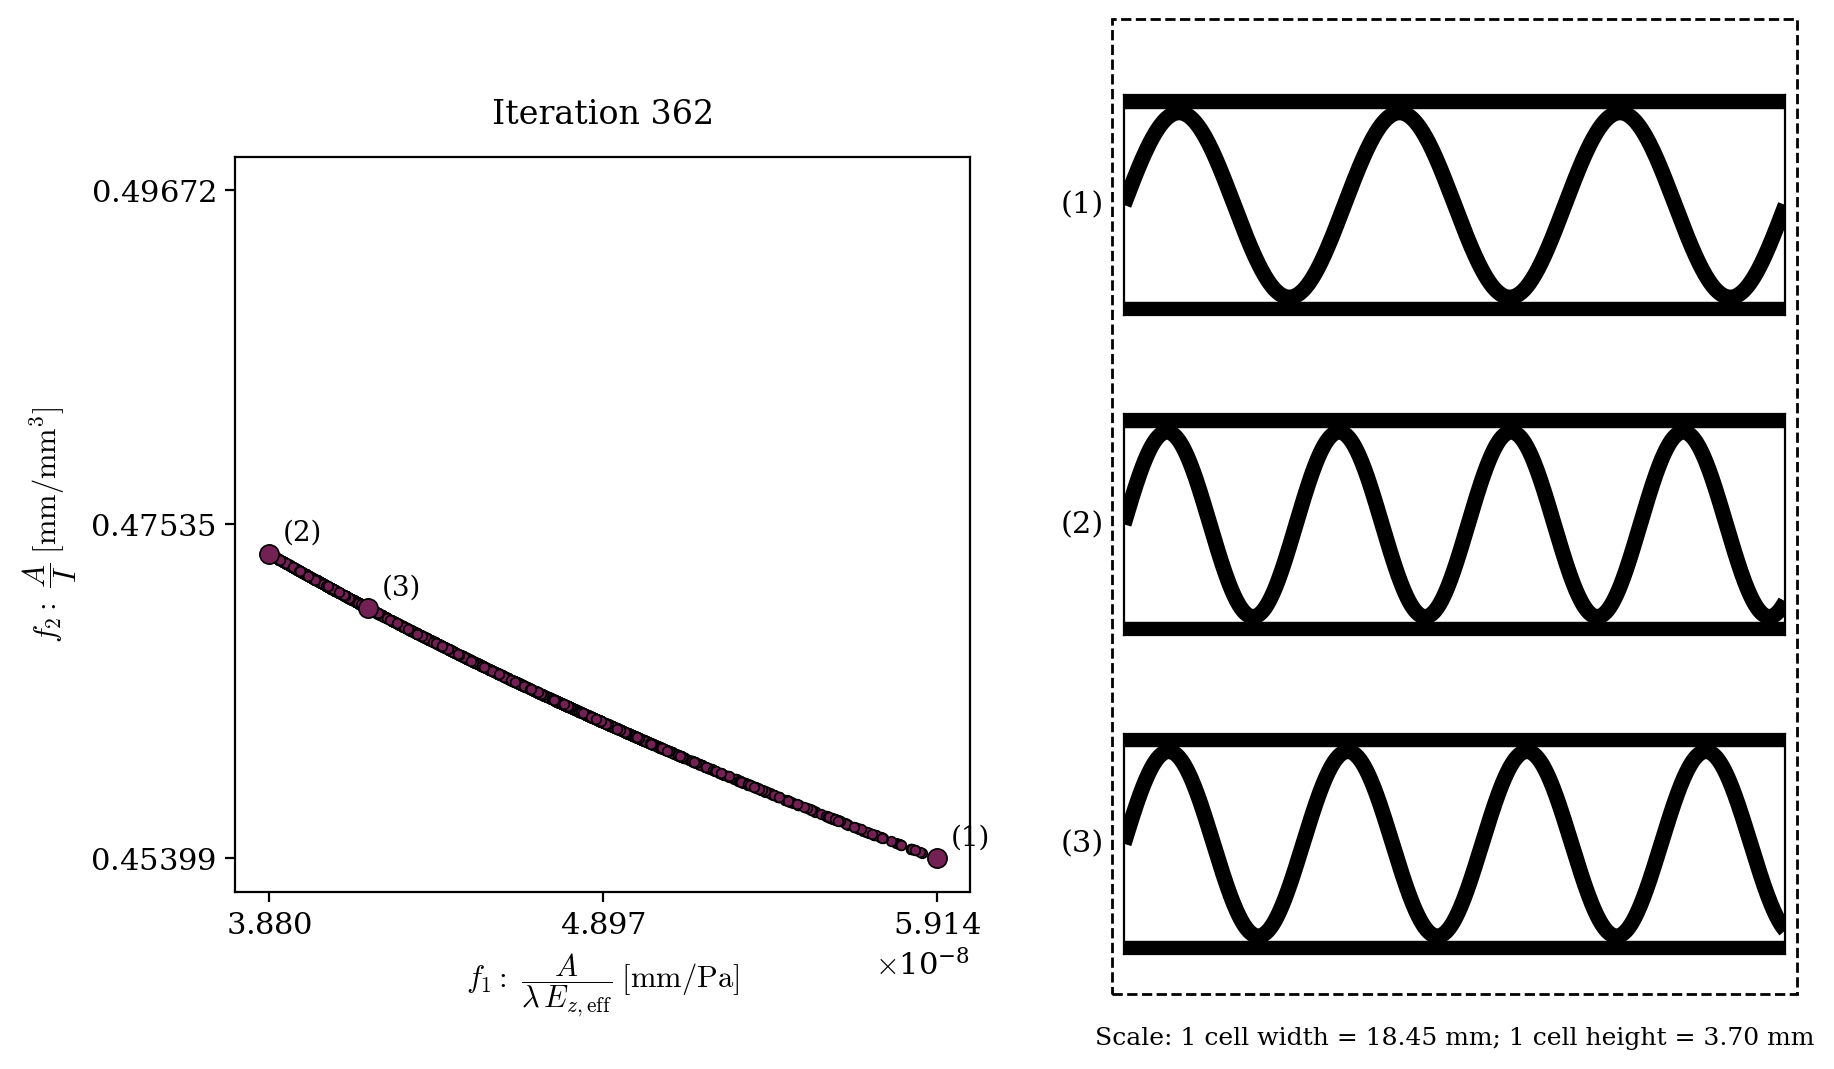 Iteration 362
0.49672
0.47535
0.45399
f₂: A/I [mm/mm³]
(2)
(3)
(1)
3.880 4.897 5.914
×10⁻⁸
f₁: A/(λ E_z,eff) [mm/Pa]
(1)
(2)
(3)
Scale: 1 cell width = 18.45 mm; 1 cell height = 3.70 mm